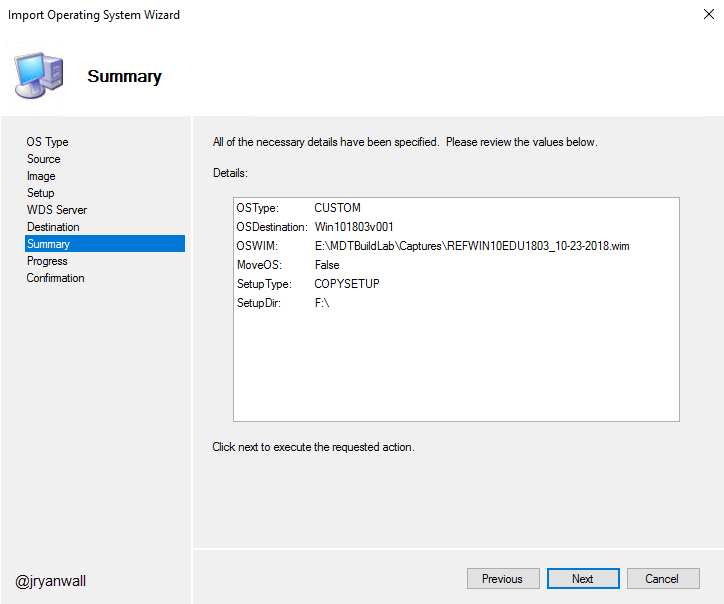 Import Operating System Wizard
Summary
OS Type
Source
Image
Setup
WDS Server
Destination
Summary
Progress
Confirmation
All of the necessary details have been specified.  Please review the values below.
Details:
OSType: CUSTOM
OSDestination: Win101803v001
OSWIM: E:\MDTBuildLab\Captures\REFWIN10EDU1803_10-23-2018.wim
MoveOS: False
SetupType: COPYSETUP
SetupDir: F:\
Click next to execute the requested action.
@jryanwall
Previous Next Cancel